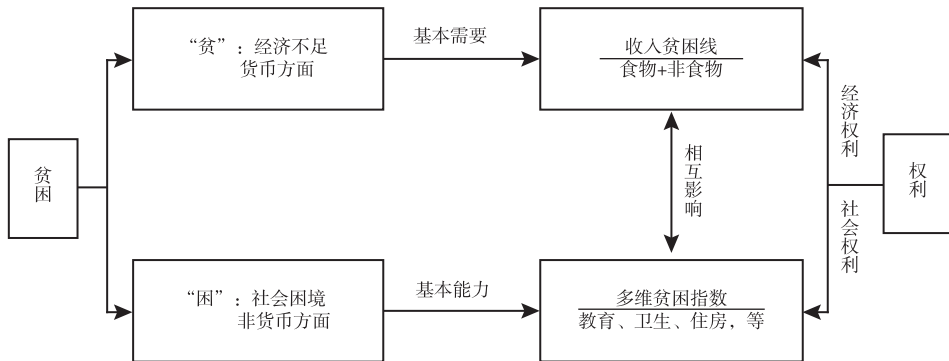 “贫”：经济不足
货币方面
基本需要
收入贫困线
食物+非食物
经济权利
贫困
相互影响
权利
社会权利
“困”：社会困境
非货币方面
基本能力
多维贫困指数
教育、卫生、住房，等